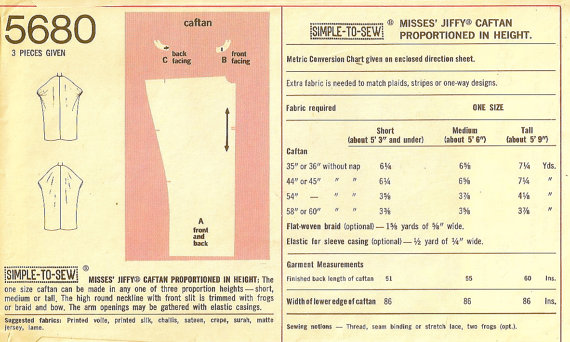 5680
3 PIECES GIVEN
caftan
C back facing
B front facing
A
front
and
back
SIMPLE-TO-SEW ® MISSES' JIFFY® CAFTAN PROPORTIONED IN HEIGHT: The
one size caftan can be made in any one of three proportion heights — short,
medium or tall. The high round neckline with front slit is trimmed with frogs
or braid and bow. The arm openings may be gathered with elastic casings.
Suggested fabrics: Printed voile, printed silk, challis, sateen, crepe, surah, matte
jersey, lame.
SIMPLE-TO-SEW ® MISSES' JIFFY® CAFTAN
PROPORTIONED IN HEIGHT.
Metric Conversion Chart given on enclosed direction sheet.
Extra fabric is needed to match plaids, stripes or one-way designs.
Fabric required ONE SIZE
Short Medium Tall
(about 5' 3" and under) (about 5' 6") (about 5' 9")
Caftan
35" or 36" without nap 6¼ 6⅝ 7¼ Yds.
44" or 45" " " 6¼ 6⅝ 7¼ "
54" — " " 3⅜ 4⅛ "
58" or 60" " " 3⅜ 3⅞ "
Flat-woven braid (optional) — 1⅜ yards of ⅜" wide.
Elastic for sleeve casing (optional) — ½ yard of ¼" wide.
Garment Measurements
Finished back length of caftan 51 55 60 Ins.
Width of lower edge of caftan 86 86 86 Ins.
Sewing notions — Thread, seam binding or stretch lace, two frogs (opt.).